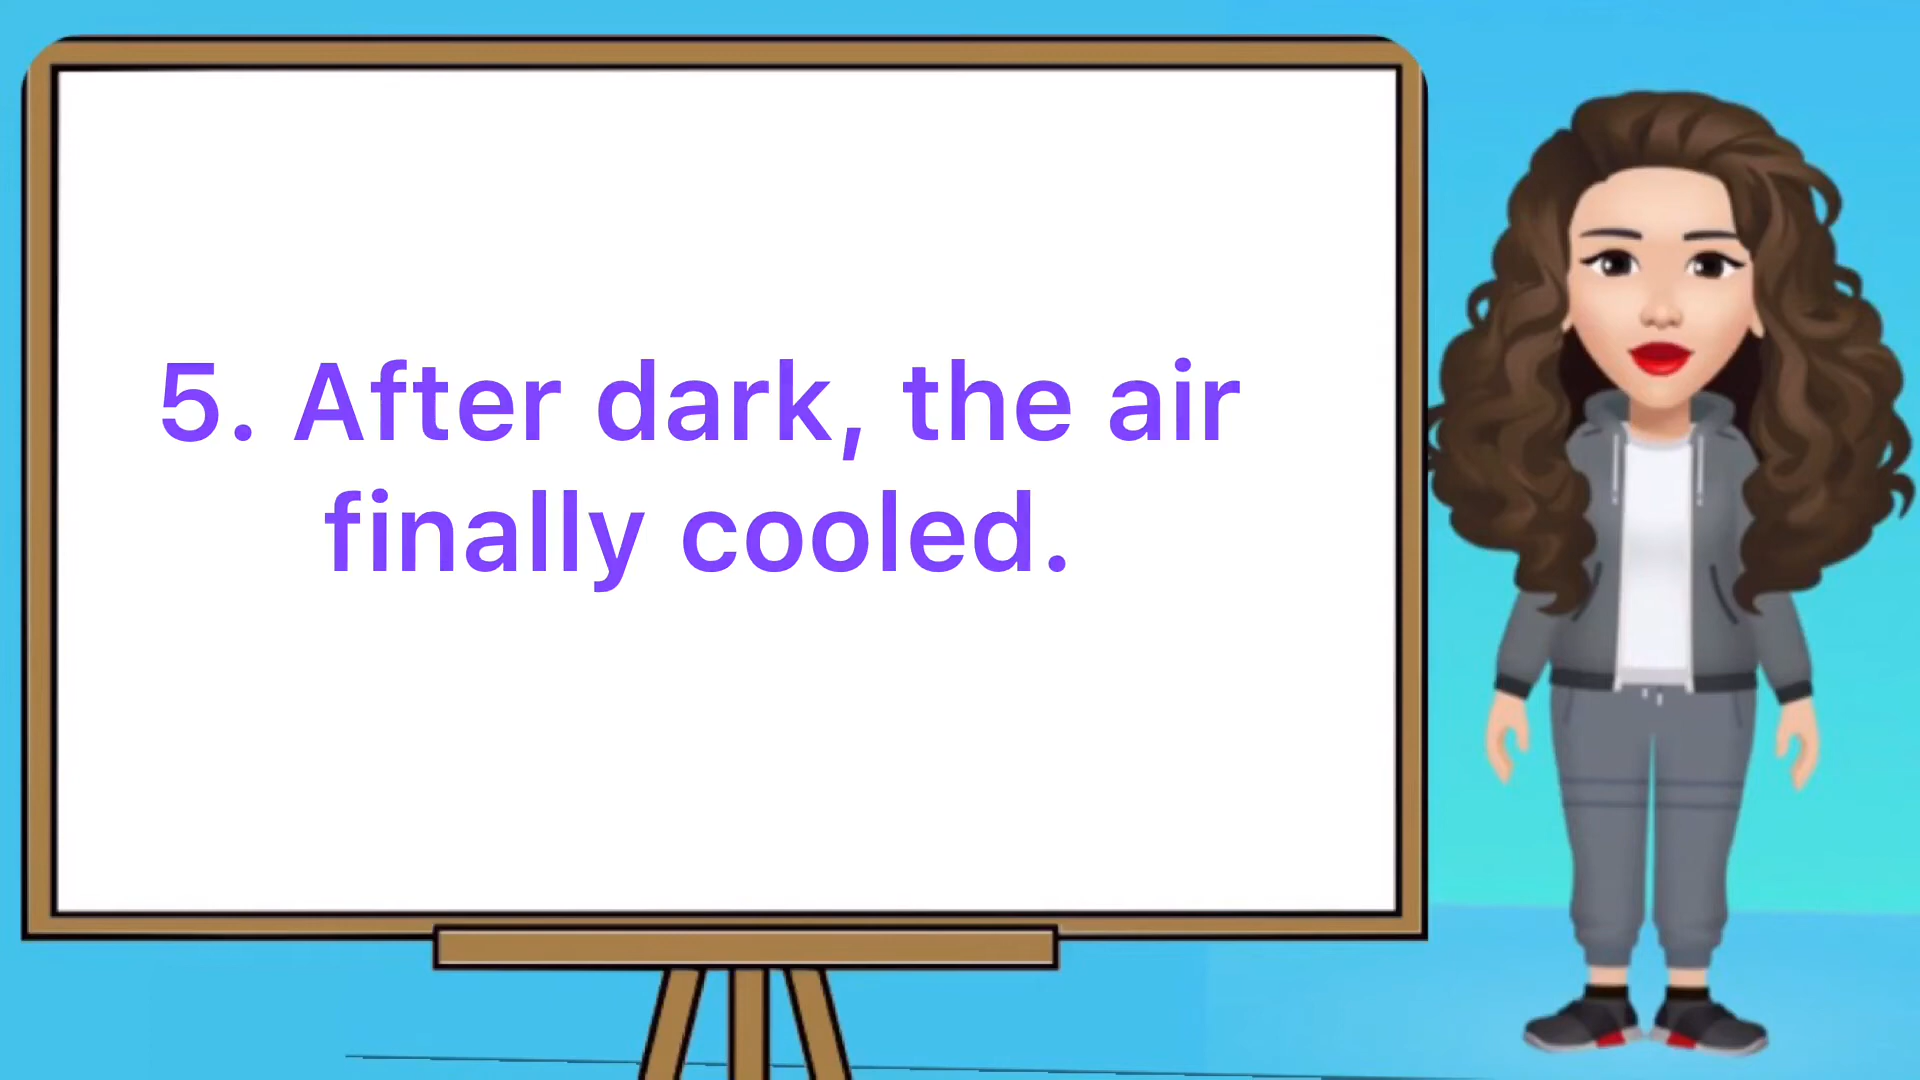 5. After dark, the air
finally cooled.